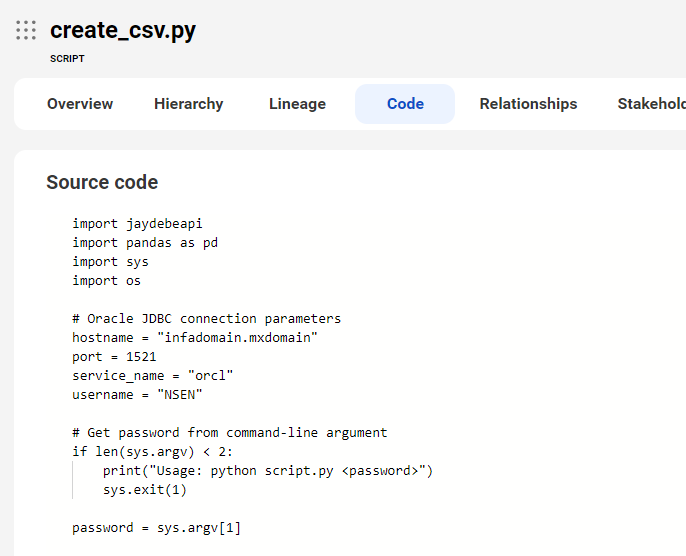 create_csv.py
SCRIPT
Overview Hierarchy Lineage Code Relationships Stakehold
Source code
import jaydebeapi
import pandas as pd
import sys
import os
# Oracle JDBC connection parameters
hostname = "infadomain.mxdomain"
port = 1521
service_name = "orcl"
username = "NSEN"
# Get password from command-line argument
if len(sys.argv) < 2:
    print("Usage: python script.py <password>")
    sys.exit(1)
password = sys.argv[1]